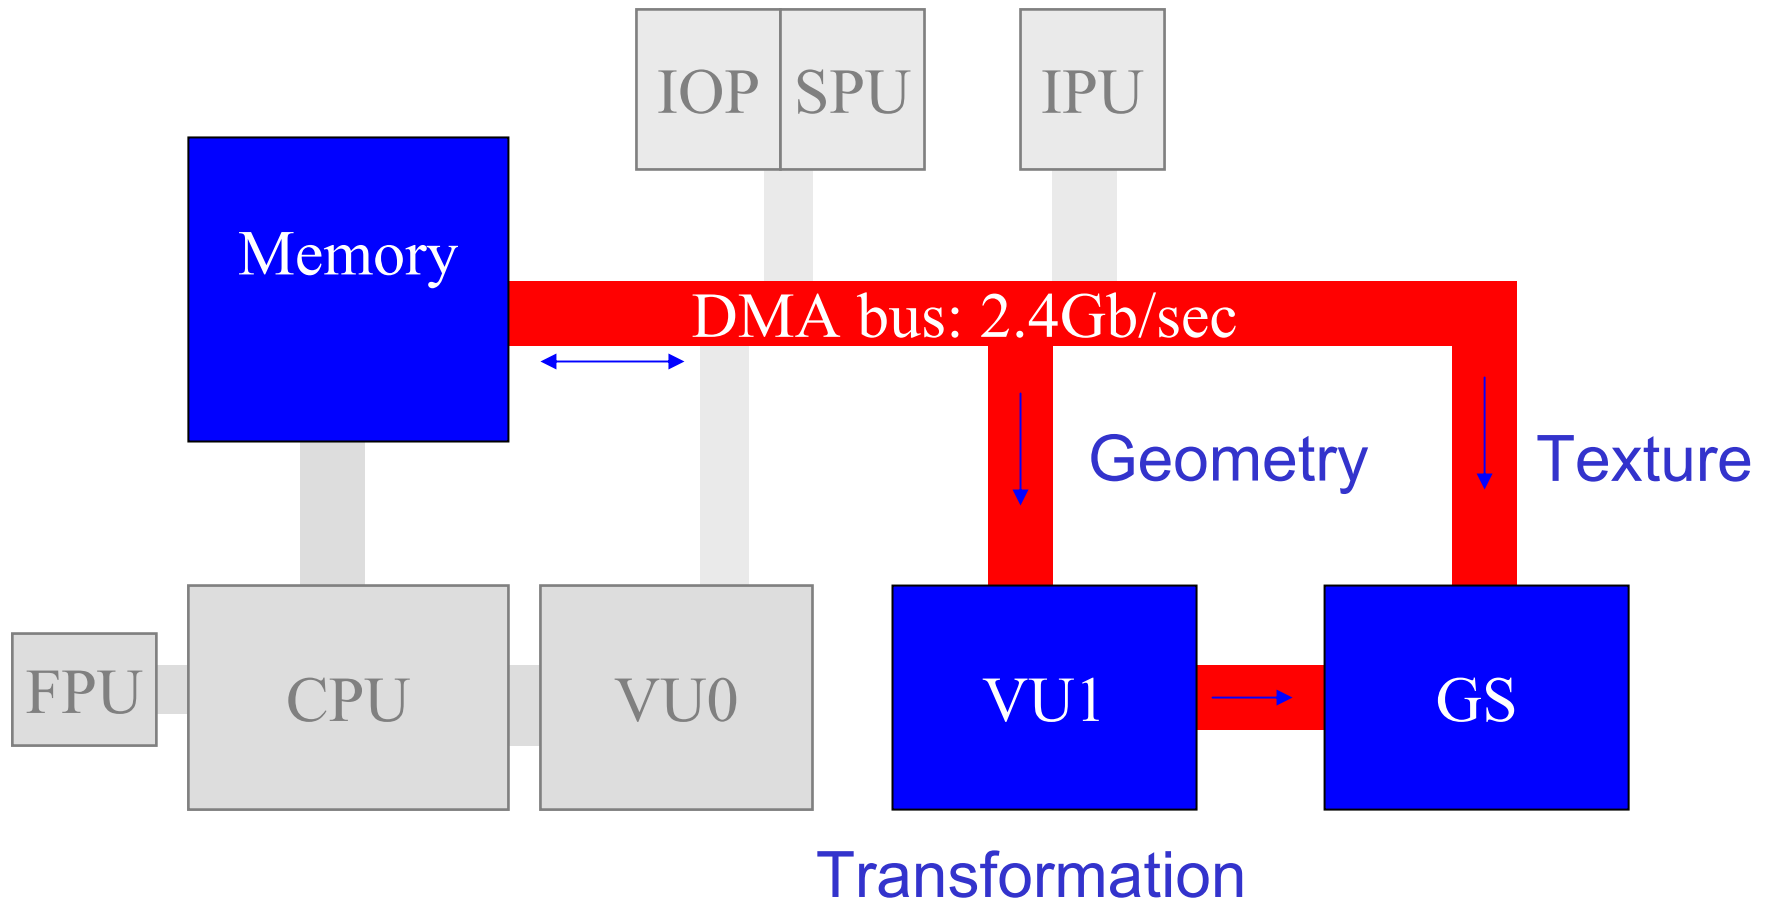 IOP
SPU
IPU
Memory
DMA bus: 2.4Gb/sec
Geometry
Texture
FPU
CPU
VU0
VU1
GS
Transformation